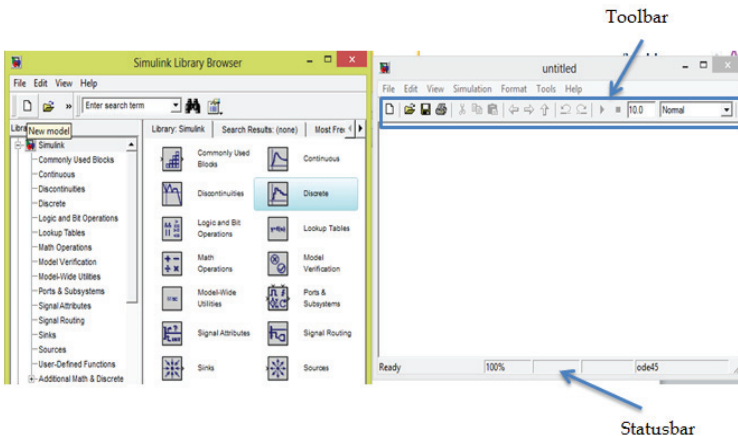 Toolbar
Simulink Library Browser
File Edit View Help
Enter search term
New model
Library: Simulink Search Results: (none)
Simulink
Commonly Used Blocks
Continuous
Discontinuities
Discrete
Logic and Bit Operations
Lookup Tables
Math Operations
Model Verification
Model-Wide Utilities
Ports & Subsystems
Signal Attributes
Signal Routing
Sinks
Sources
User-Defined Functions
Additional Math & Discrete
Commonly Used
Blocks
Continuous
Discontinuities
Discrete
Logic and Bit
Operations
Lookup Tables
Math
Operations
Model
Verification
Model-Wide
Utilities
Ports &
Subsystems
Signal Attributes
Signal Routing
Sinks
Sources
untitled
File Edit View Simulation Format Tools Help
10.0 Normal
Ready 100% ode45
Statusbar